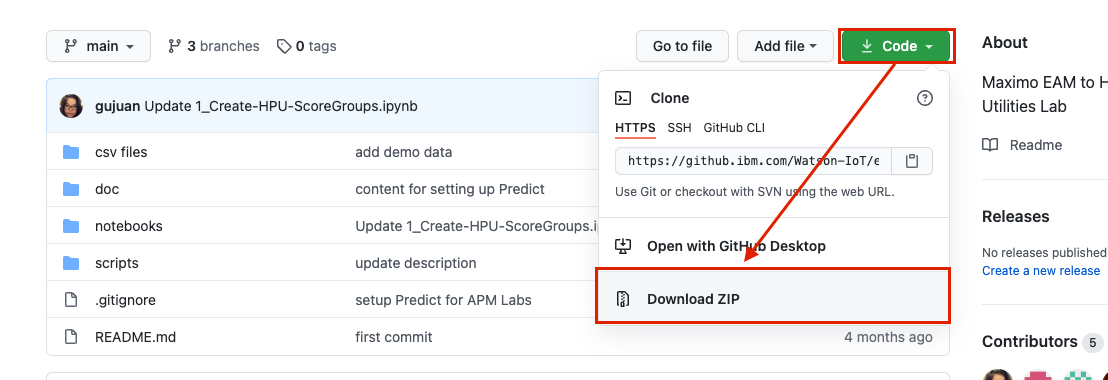 main
3 branches
0 tags
Go to file
Add file
Code
About
Maximo EAM to H
Utilities Lab
Readme
Releases
No releases published
Create a new release
Contributors 5
gujuan Update 1_Create-HPU-ScoreGroups.ipynb
csv files add demo data
doc content for setting up Predict
notebooks Update 1_Create-HPU-ScoreGroups.i
scripts update description
.gitignore setup Predict for APM Labs
README.md first commit 4 months ago
Clone
HTTPS SSH GitHub CLI
https://github.ibm.com/Watson-IoT/e
Use Git or checkout with SVN using the web URL.
Open with GitHub Desktop
Download ZIP